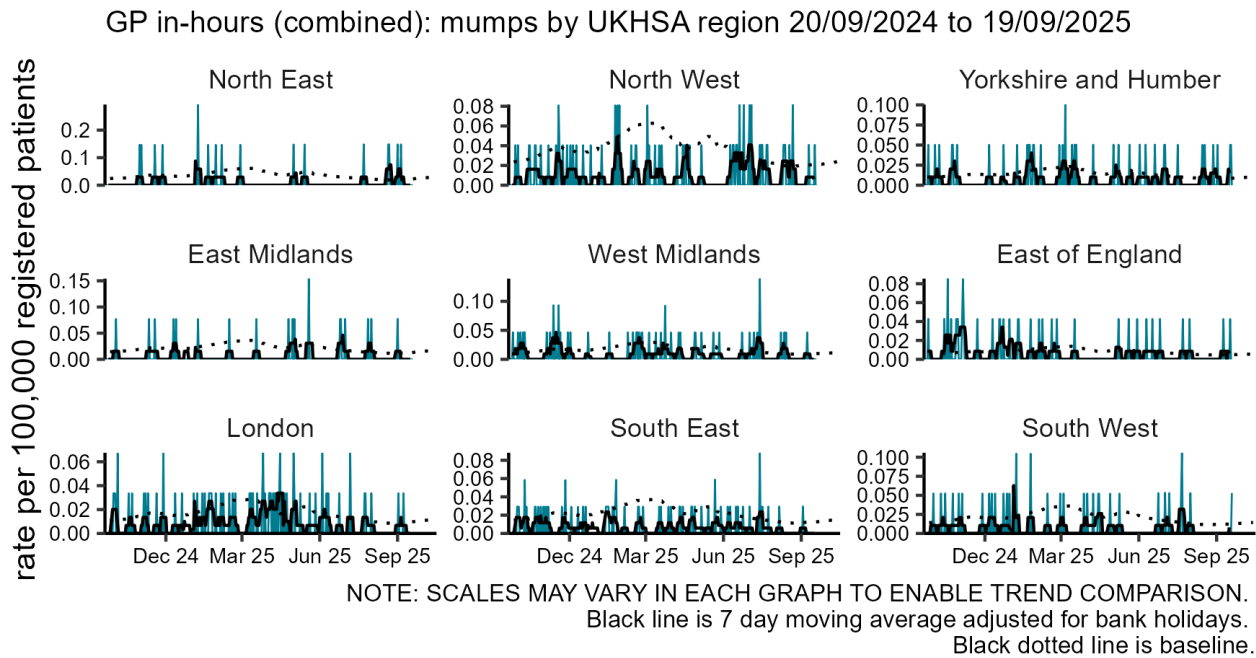 GP in-hours (combined): mumps by UKHSA region 20/09/2024 to 19/09/2025
rate per 100,000 registered patients
North East
0.2
0.1
0.0
North West
0.08
0.06
0.04
0.02
0.00
Yorkshire and Humber
0.100
0.075
0.050
0.025
0.000
East Midlands
0.15
0.10
0.05
0.00
West Midlands
0.10
0.05
0.00
East of England
0.08
0.06
0.04
0.02
0.00
London
0.06
0.04
0.02
0.00
Dec 24 Mar 25 Jun 25 Sep 25
South East
0.08
0.06
0.04
0.02
0.00
Dec 24 Mar 25 Jun 25 Sep 25
South West
0.100
0.075
0.050
0.025
0.000
Dec 24 Mar 25 Jun 25 Sep 25
NOTE: SCALES MAY VARY IN EACH GRAPH TO ENABLE TREND COMPARISON.
Black line is 7 day moving average adjusted for bank holidays.
Black dotted line is baseline.